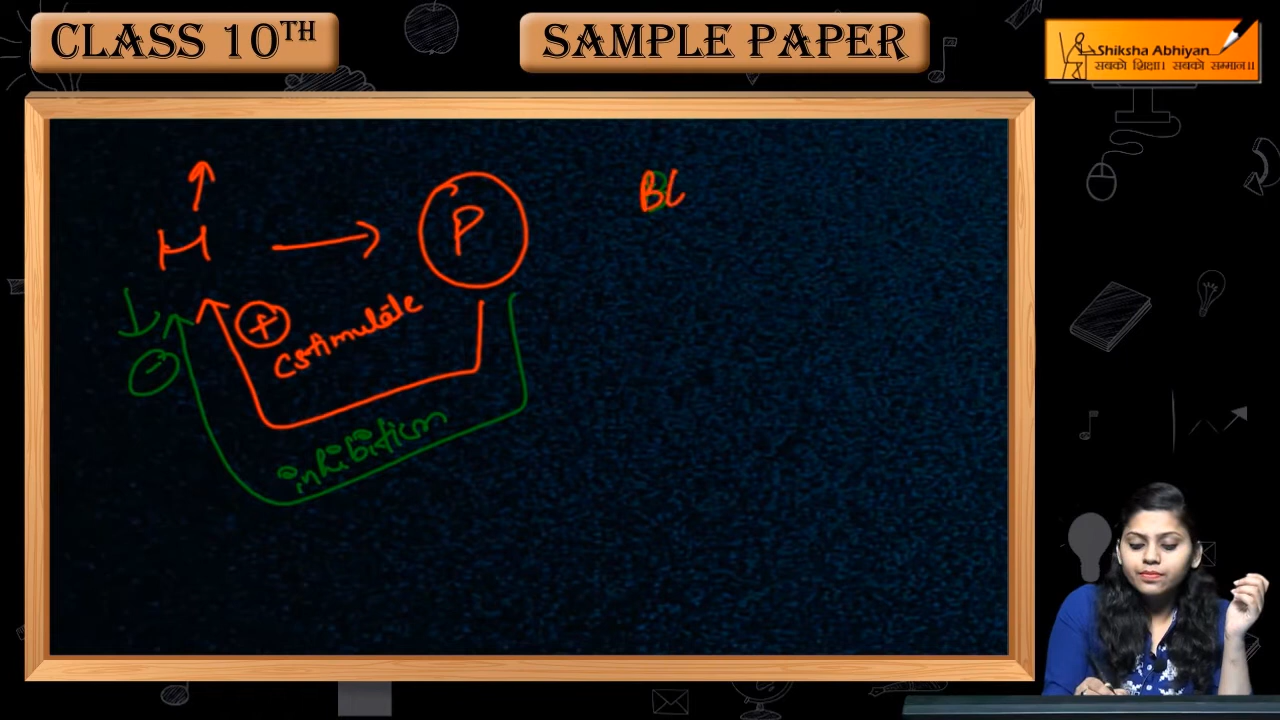 CLASS 10TH
SAMPLE PAPER
Shiksha Abhiyan
सबको शिक्षा। सबको सम्मान॥
H
P
BL
+
stimulate
-
inhibition